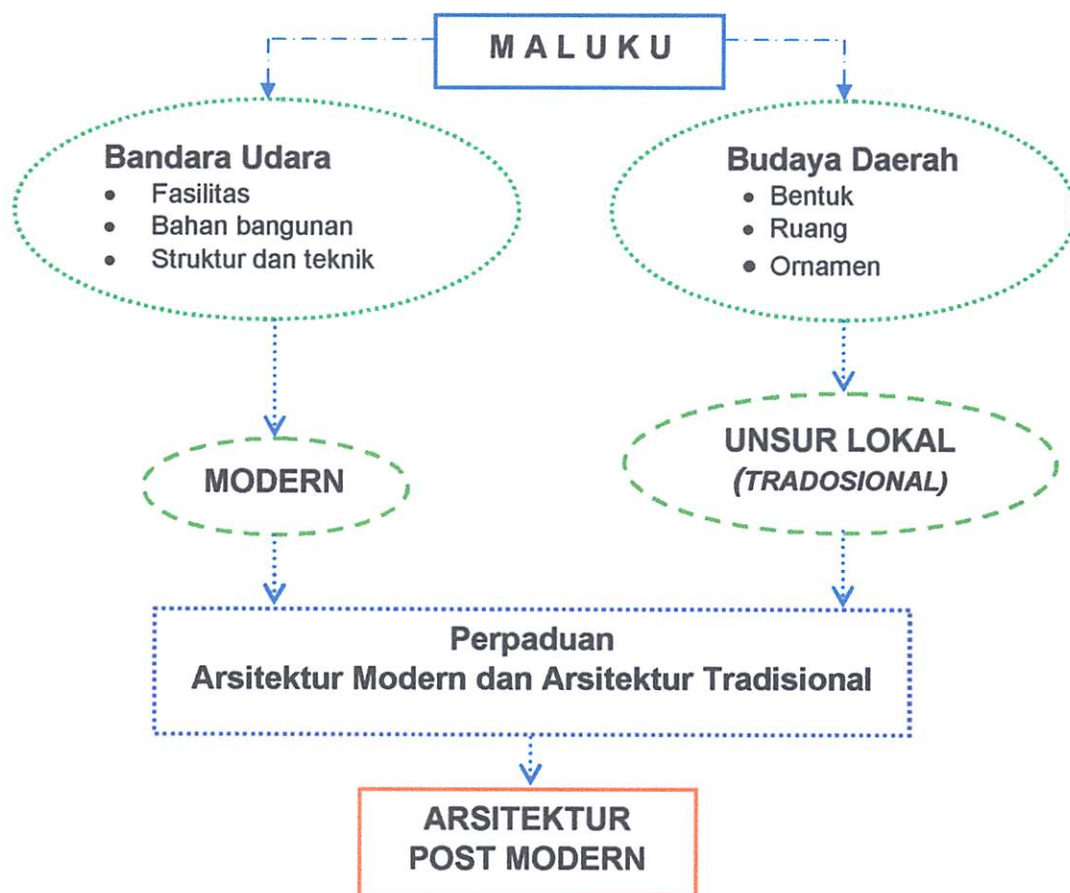 M A L U K U
Bandara Udara
• Fasilitas
• Bahan bangunan
• Struktur dan teknik
Budaya Daerah
• Bentuk
• Ruang
• Ornamen
MODERN
UNSUR LOKAL
(TRADOSIONAL)
Perpaduan
Arsitektur Modern dan Arsitektur Tradisional
ARSITEKTUR
POST MODERN